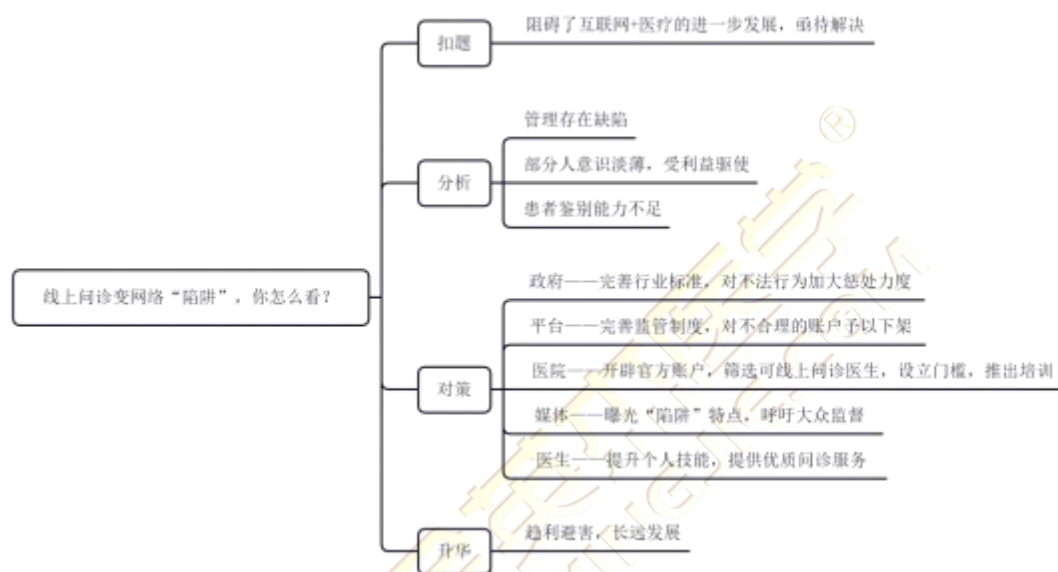 扣题
阻碍了互联网+医疗的进一步发展，亟待解决
分析
管理存在缺陷
部分人意识淡薄，受利益驱使
患者鉴别能力不足
线上问诊变网络“陷阱”，你怎么看？
对策
政府——完善行业标准，对不法行为加大惩处力度
平台——完善监管制度，对不合理的账户予以下架
医院——开辟官方账户，筛选可线上问诊医生，设立门槛，推出培训
媒体——曝光“陷阱”特点，呼吁大众监督
医生——提升个人技能，提供优质问诊服务
升华
趋利避害，长远发展